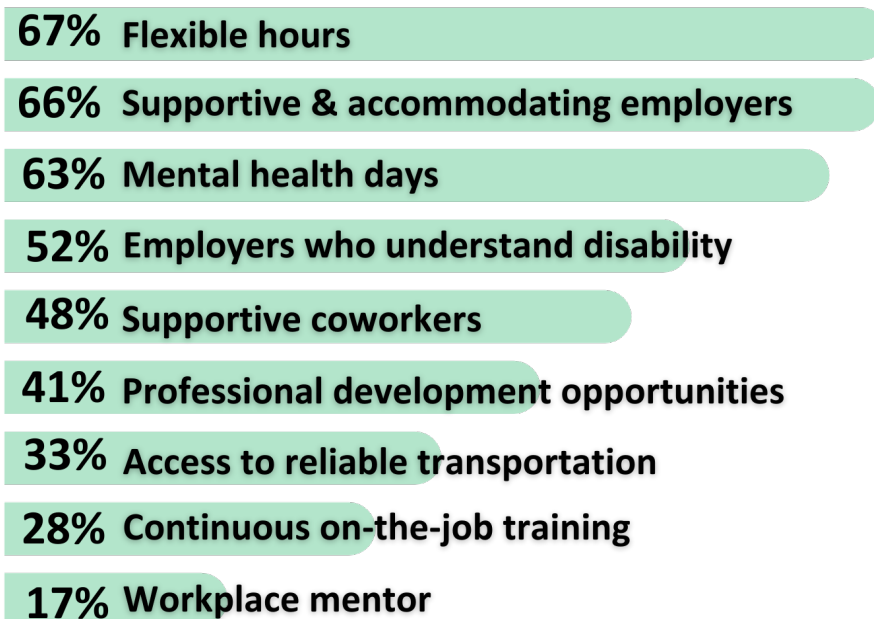 67% Flexible hours
66% Supportive & accommodating employers
63% Mental health days
52% Employers who understand disability
48% Supportive coworkers
41% Professional development opportunities
33% Access to reliable transportation
28% Continuous on-the-job training
17% Workplace mentor